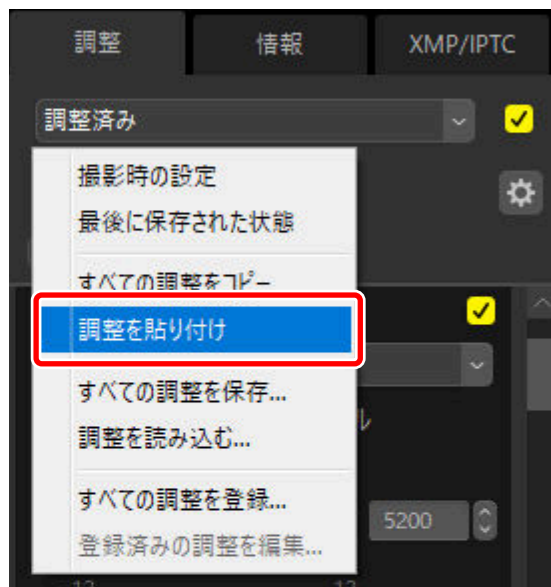 調整 情報 XMP/IPTC
調整済み
撮影時の設定
最後に保存された状態
すべての調整をコピー
調整を貼り付け
すべての調整を保存...
調整を読み込む...
ル
すべての調整を登録...
5200
登録済みの調整を編集...
12 12